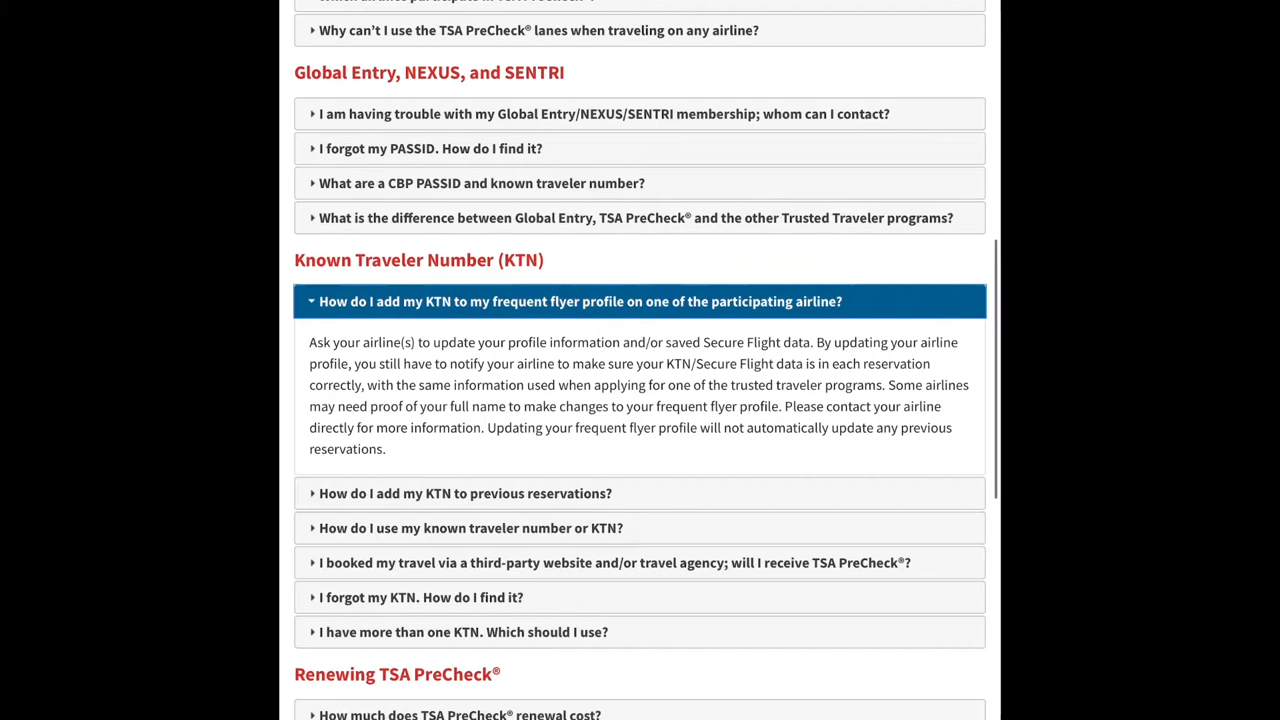 Why can’t I use the TSA PreCheck® lanes when traveling on any airline?
Global Entry, NEXUS, and SENTRI
I am having trouble with my Global Entry/NEXUS/SENTRI membership; whom can I contact?
I forgot my PASSID. How do I find it?
What are a CBP PASSID and known traveler number?
What is the difference between Global Entry, TSA PreCheck® and the other Trusted Traveler programs?
Known Traveler Number (KTN)
How do I add my KTN to my frequent flyer profile on one of the participating airline?
Ask your airline(s) to update your profile information and/or saved Secure Flight data. By updating your airline
profile, you still have to notify your airline to make sure your KTN/Secure Flight data is in each reservation
correctly, with the same information used when applying for one of the trusted traveler programs. Some airlines
may need proof of your full name to make changes to your frequent flyer profile. Please contact your airline
directly for more information. Updating your frequent flyer profile will not automatically update any previous
reservations.
How do I add my KTN to previous reservations?
How do I use my known traveler number or KTN?
I booked my travel via a third-party website and/or travel agency; will I receive TSA PreCheck®?
I forgot my KTN. How do I find it?
I have more than one KTN. Which should I use?
Renewing TSA PreCheck®
How much does TSA PreCheck® renewal cost?